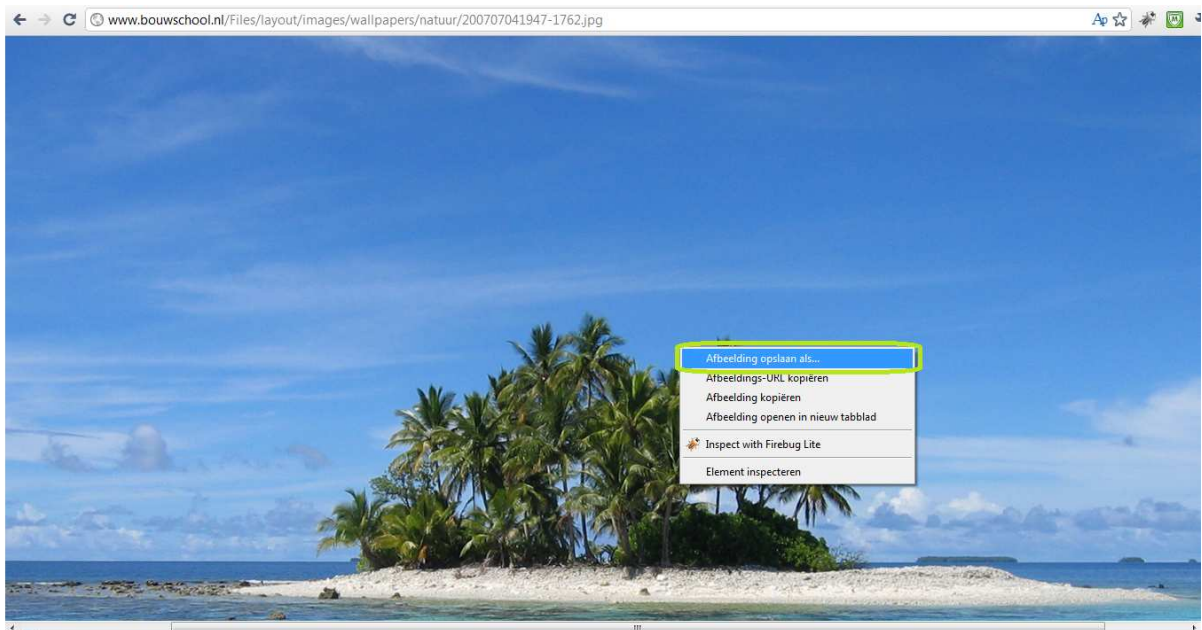 www.bouwschool.nl/Files/layout/images/wallpapers/natuur/200707041947-1762.jpg
Afbeelding opslaan als...
Afbeeldings-URL kopiëren
Afbeelding kopiëren
Afbeelding openen in nieuw tabblad
Inspect with Firebug Lite
Element inspecteren